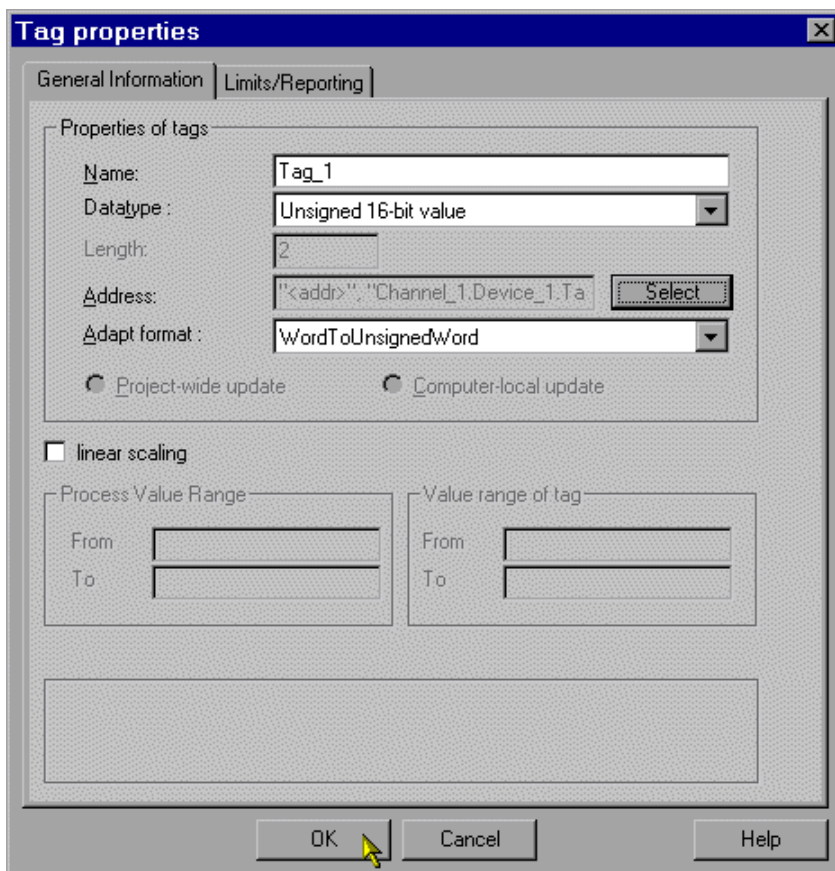 Tag properties
General Information Limits/Reporting
Properties of tags
Name: Tag_1
Datatype : Unsigned 16-bit value
Length: 2
Address: "<addr>", "Channel_1.Device_1.Ta Select
Adapt format : WordToUnsignedWord
Project-wide update Computer-local update
linear scaling
Process Value Range Value range of tag
From From
To To
OK Cancel Help